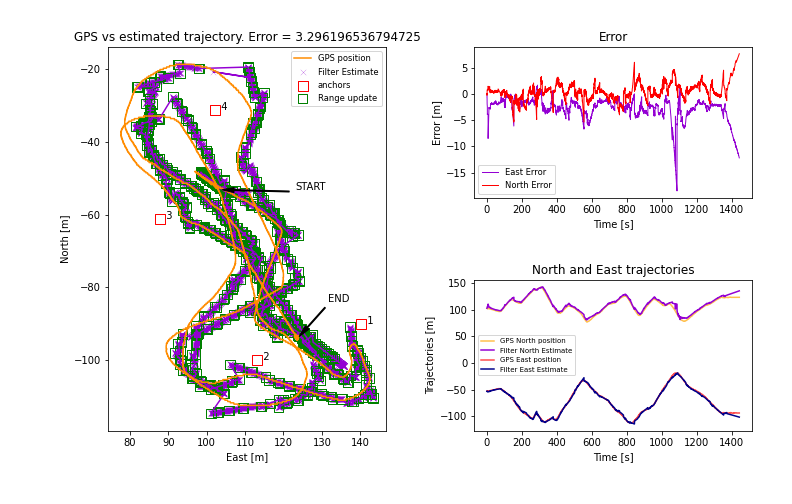 GPS vs estimated trajectory. Error = 3.296196536794725
GPS position
Filter Estimate
anchors
Range update
4
START
3
END
1
2
−20
−40
−60
−80
−100
80 90 100 110 120 130 140
North [m]
East [m]
Error
5
0
−5
−10
−15
East Error
North Error
0 200 400 600 800 1000 1200 1400
Error [m]
Time [s]
North and East trajectories
150
100
50
0
−50
−100
GPS North position
Filter North Estimate
GPS East position
Filter East Estimate
0 200 400 600 800 1000 1200 1400
Trajectories [m]
Time [s]